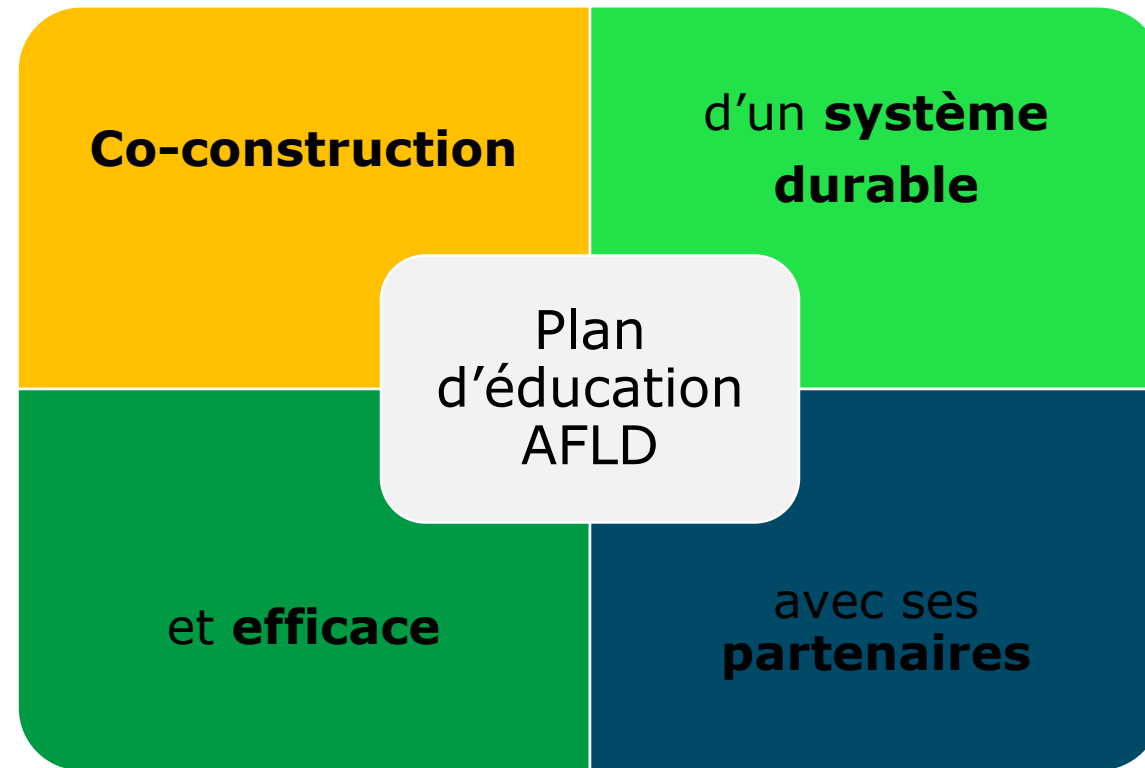 Co-construction
d’un système
durable
Plan
d’éducation
AFLD
et efficace
avec ses
partenaires